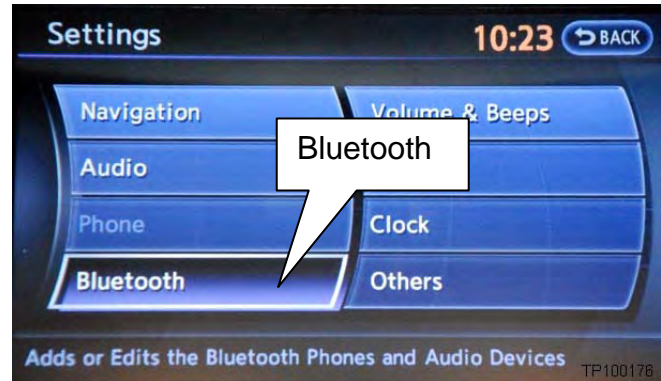 Settings
10:23
BACK
Navigation
Volume & Beeps
Bluetooth
Audio
Phone
Clock
Bluetooth
Others
Adds or Edits the Bluetooth Phones and Audio Devices
TP100176